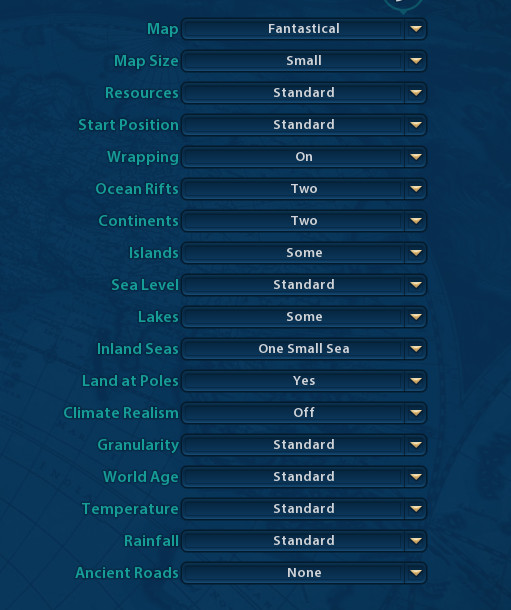 Map Fantastical
Map Size Small
Resources Standard
Start Position Standard
Wrapping On
Ocean Rifts Two
Continents Two
Islands Some
Sea Level Standard
Lakes Some
Inland Seas One Small Sea
Land at Poles Yes
Climate Realism Off
Granularity Standard
World Age Standard
Temperature Standard
Rainfall Standard
Ancient Roads None